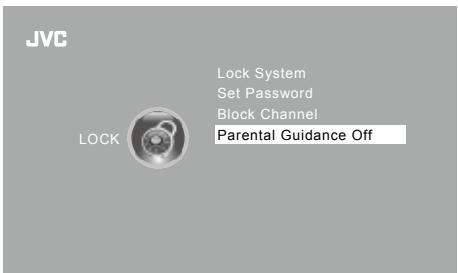 JVC
Lock System
Set Password
Block Channel
LOCK
Parental Guidance Off